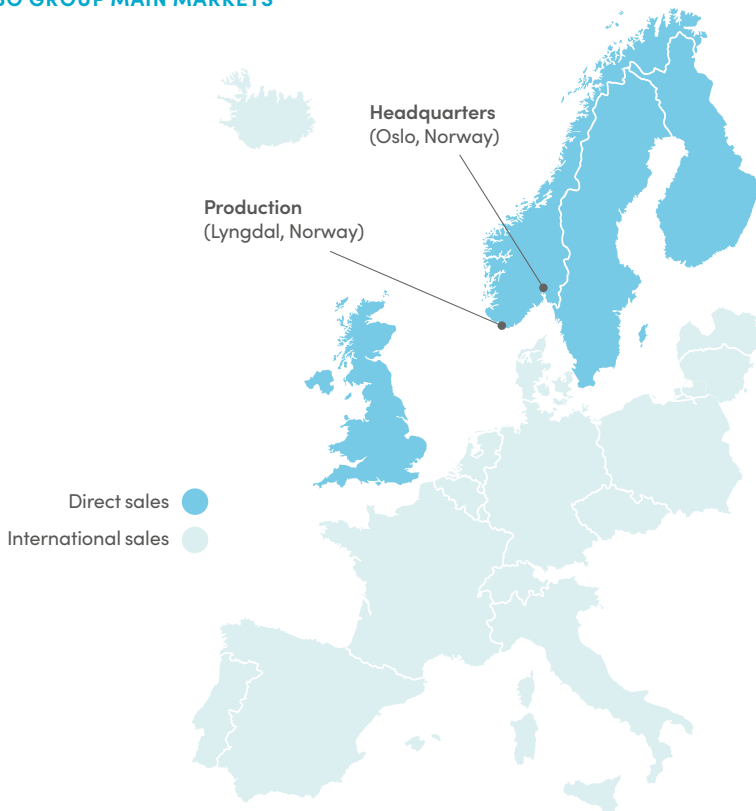 GROUP MAIN MARKETS
Headquarters
(Oslo, Norway)
Production
(Lyngdal, Norway)
Direct sales
International sales